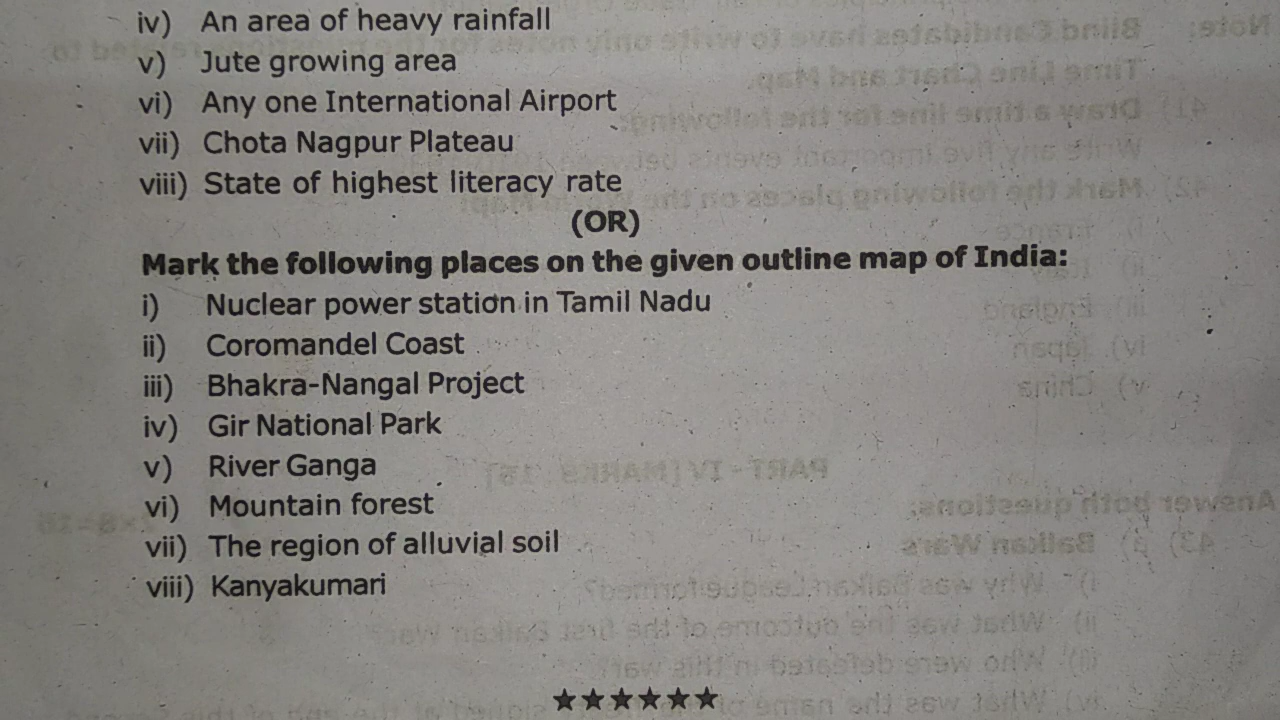 iv) An area of heavy rainfall
v) Jute growing area
vi) Any one International Airport
vii) Chota Nagpur Plateau
viii) State of highest literacy rate
(OR)
Mark the following places on the given outline map of India:
i) Nuclear power station in Tamil Nadu
ii) Coromandel Coast
iii) Bhakra-Nangal Project
iv) Gir National Park
v) River Ganga
vi) Mountain forest
vii) The region of alluvial soil
viii) Kanyakumari
★★★★★★